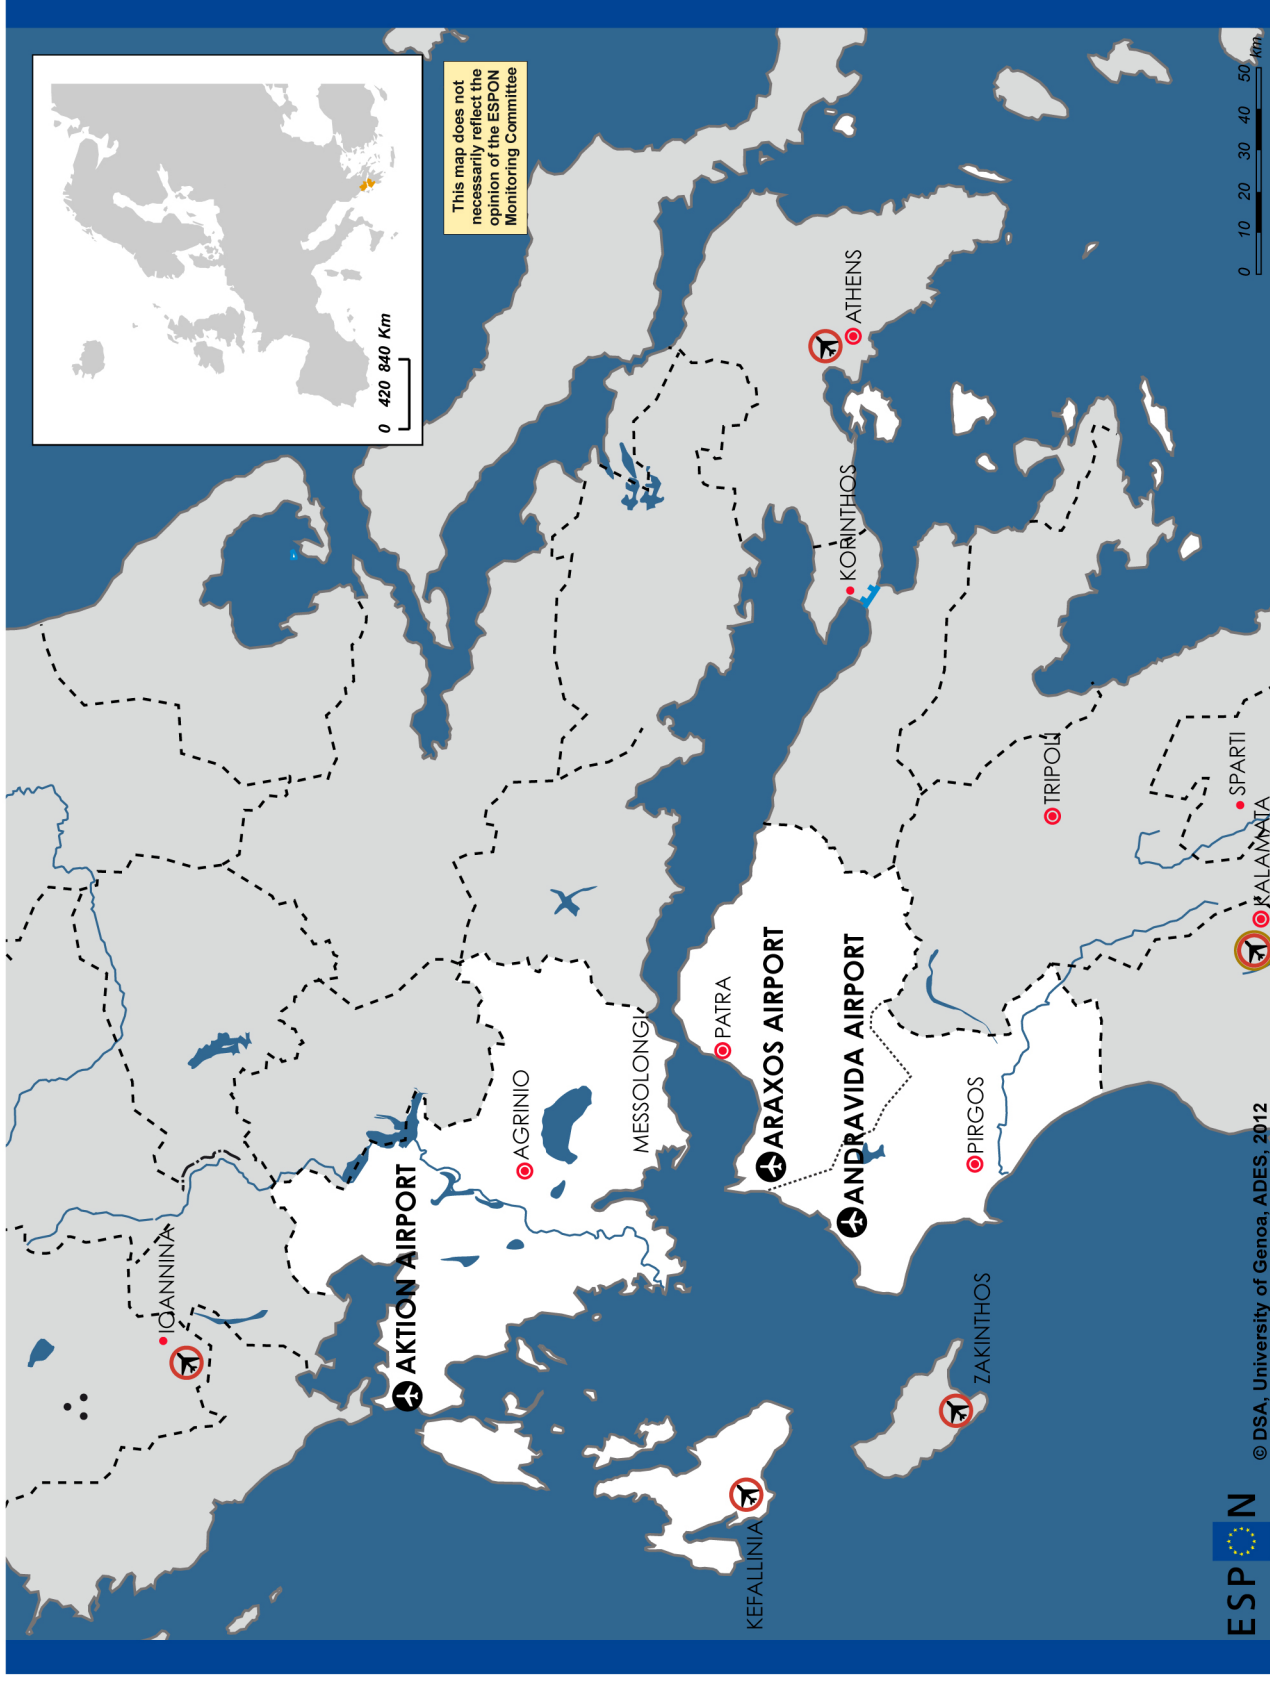 0 420 840 Km
This map does not
necessarily reflect the
opinion of the ESPON
Monitoring Committee
IOANNINA
AKTION AIRPORT
AGRINIO
MESSOLONGI
PATRA
ARAXOS AIRPORT
ANDRAVIDA AIRPORT
PIRGOS
KEFALLINIA
ZAKINTHOS
KORINTHOS
ATHENS
TRIPOLI
SPARTI
KALAMATA
ESPON
© DSA, University of Genoa, ADES, 2012
0 10 20 30 40 50 km